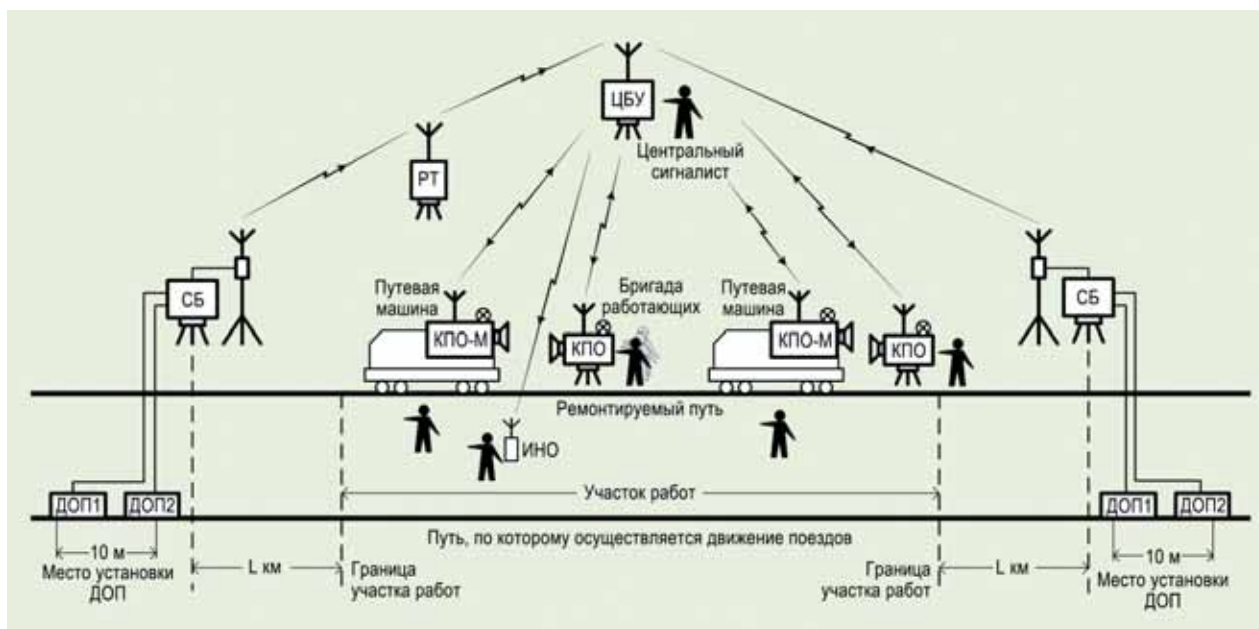 ЦБУ
Центральный
сигналист
РТ
СБ
Путевая
машина
КПО-М
Бригада
работающих
КПО
Путевая
машина
КПО-М
КПО
СБ
Ремонтируемый путь
ИНО
Участок работ
ДОП1
ДОП2
ДОП1
ДОП2
Путь, по которому осуществляется движение поездов
10 м
Место установки
ДОП
L км
Граница
участка работ
Граница
участка работ
L км
10 м
Место установки
ДОП